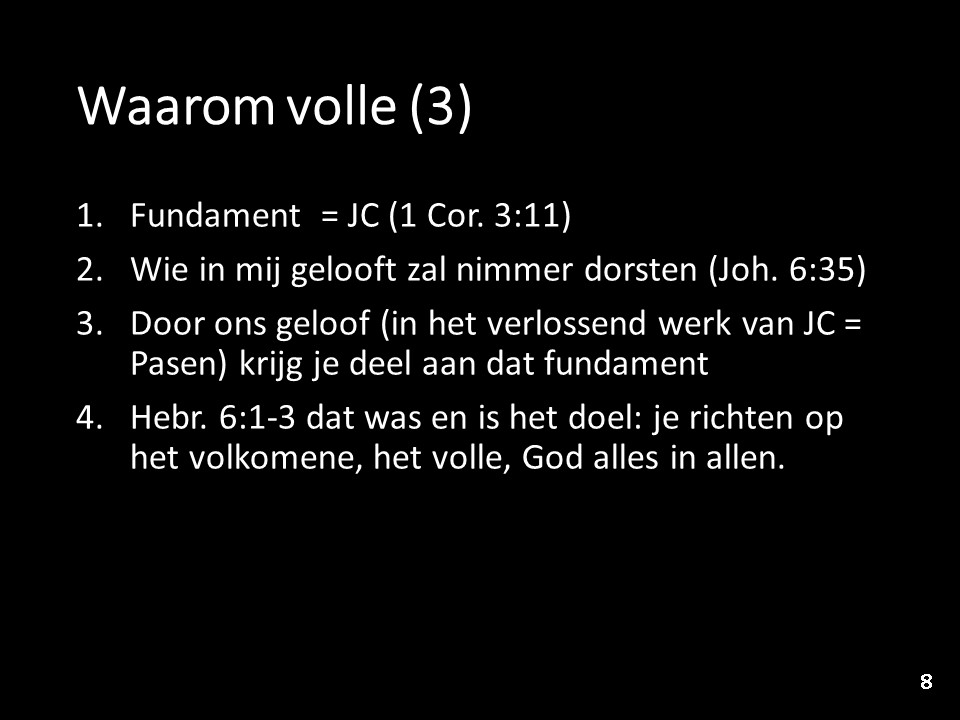 Waarom volle (3)
1. Fundament = JC (1 Cor. 3:11)
2. Wie in mij gelooft zal nimmer dorsten (Joh. 6:35)
3. Door ons geloof (in het verlossend werk van JC =
Pasen) krijg je deel aan dat fundament
4. Hebr. 6:1-3 dat was en is het doel: je richten op
het volkomene, het volle, God alles in allen.
8